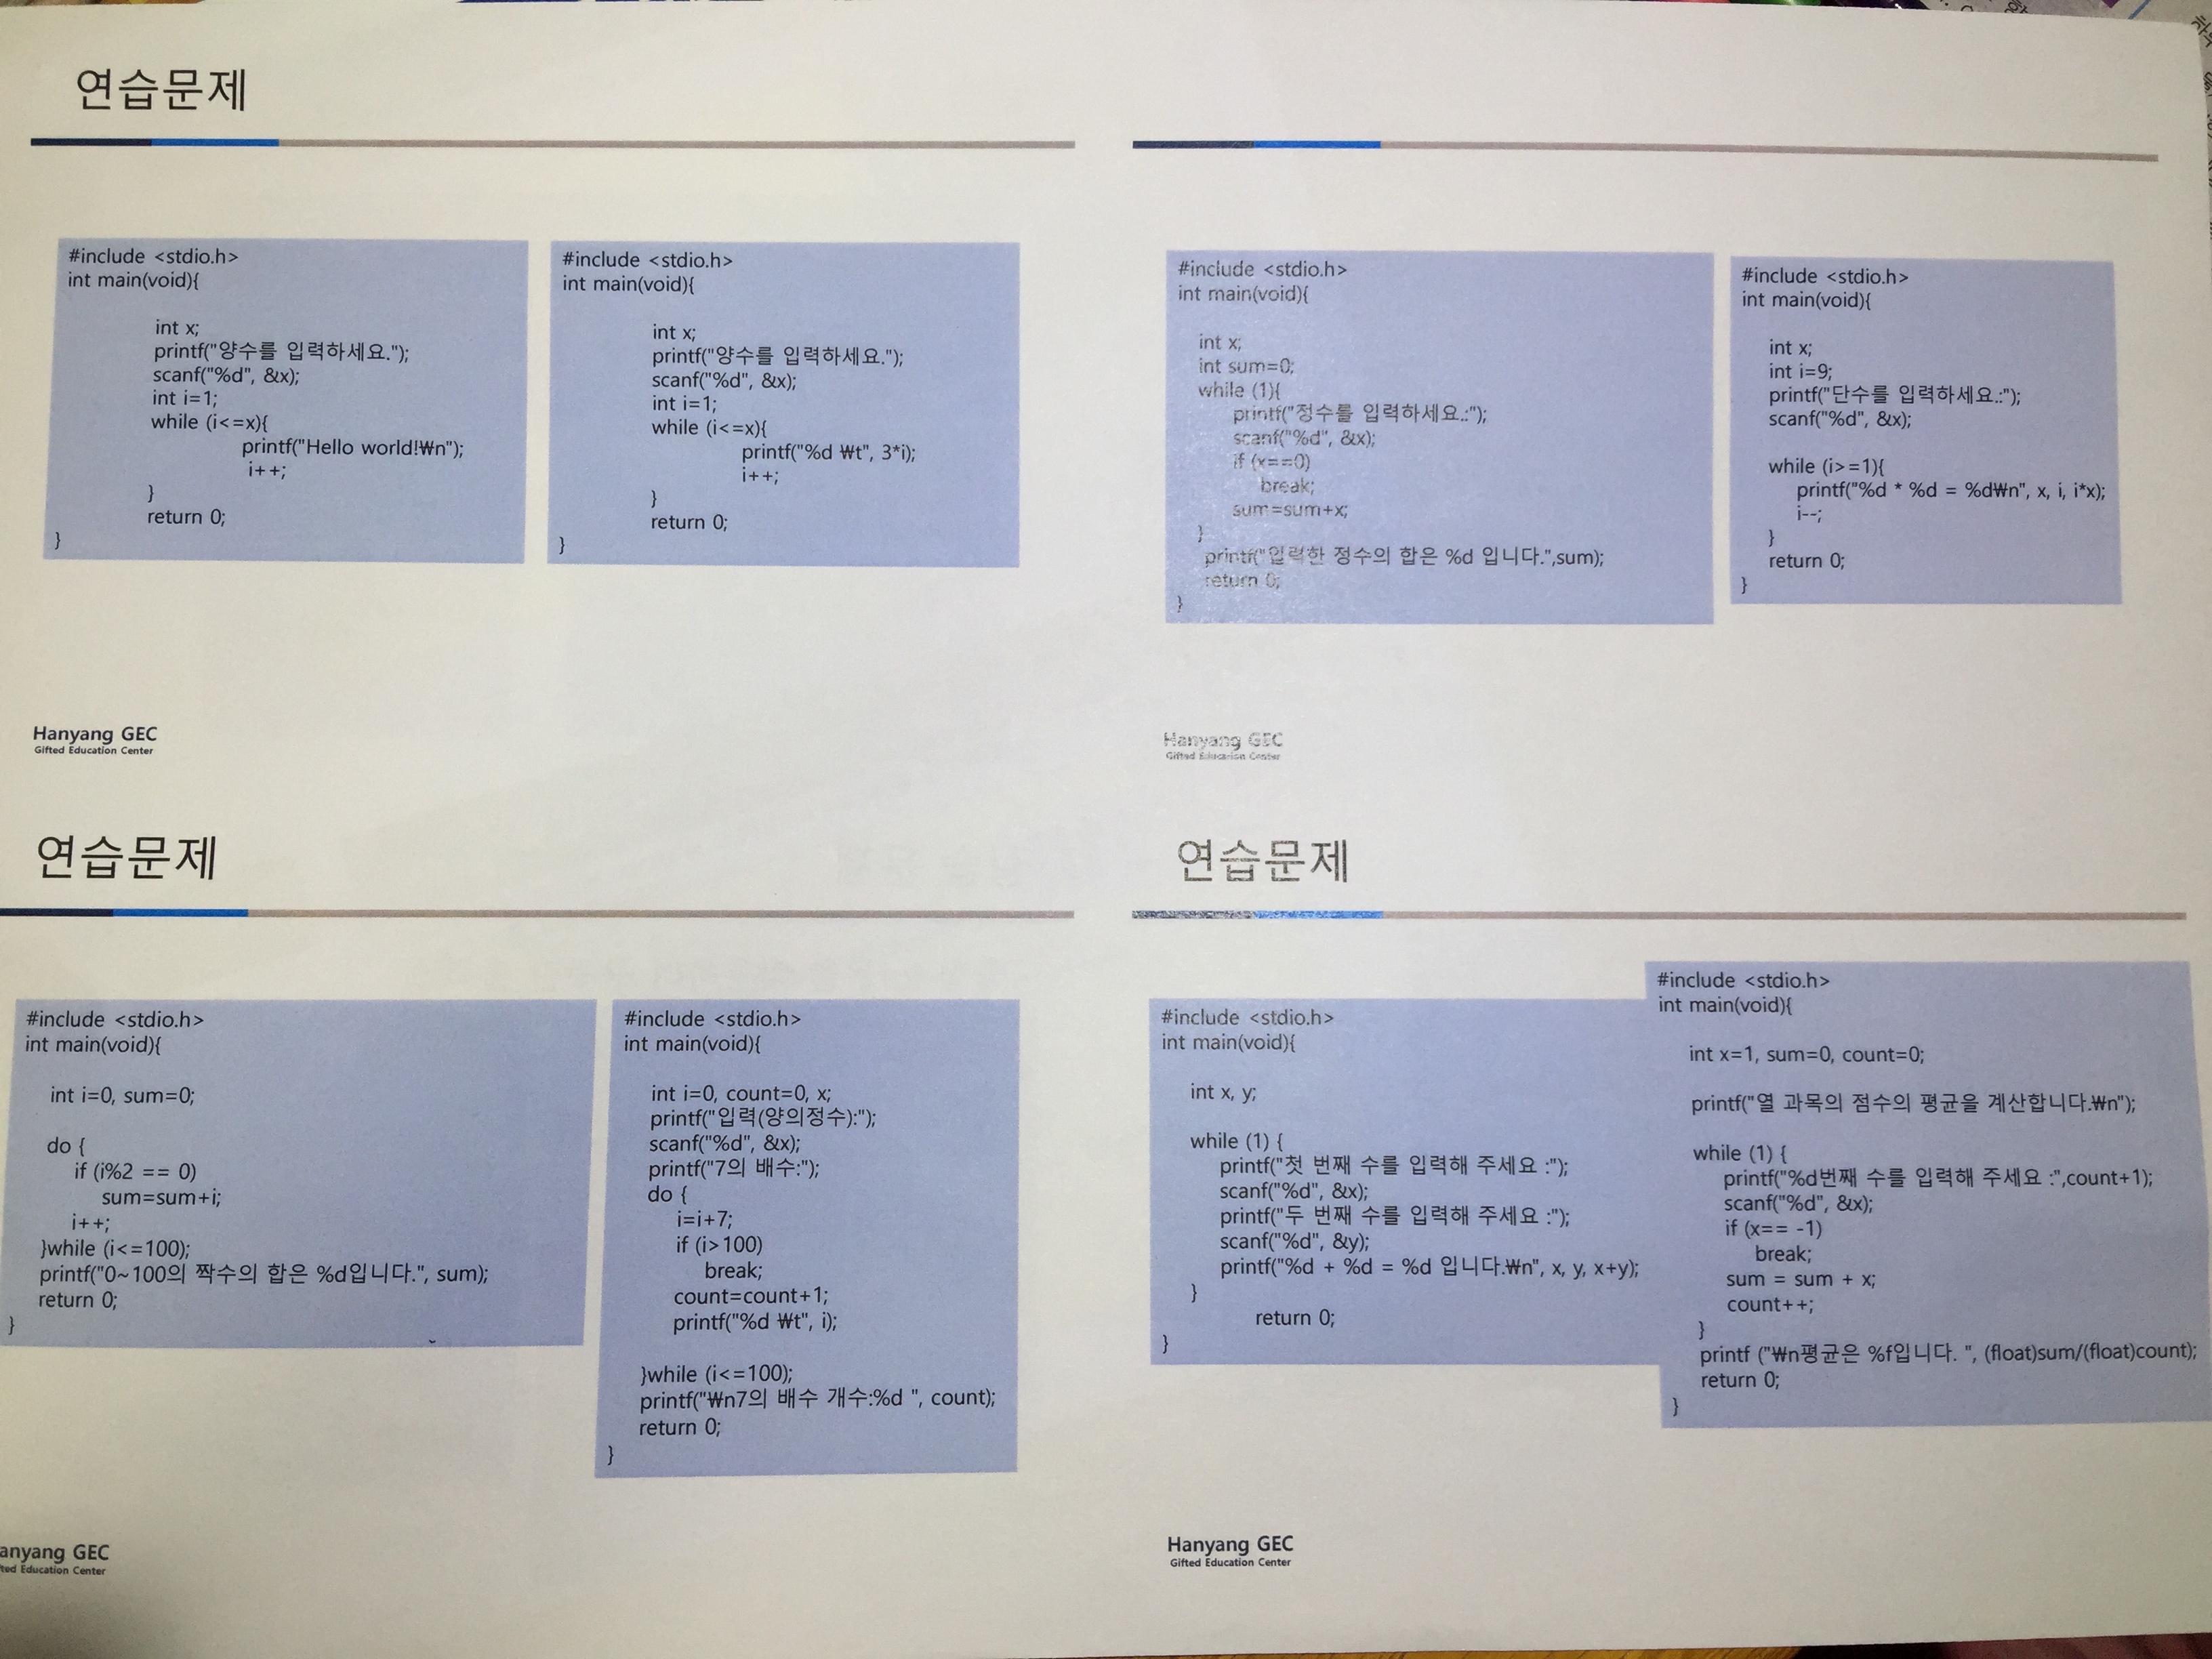 연습문제
#include <stdio.h>
int main(void){
int x;
printf("양수를 입력하세요.");
scanf("%d", &x);
int i=1;
while (i<=x){
printf("Hello world!₩n");
i++;
}
return 0;
}
#include <stdio.h>
int main(void){
int x;
printf("양수를 입력하세요.");
scanf("%d", &x);
int i=1;
while (i<=x){
printf("%d ₩t", 3*i);
i++;
}
return 0;
}
Hanyang GEC
Gifted Education Center
#include <stdio.h>
int main(void){
int x;
int sum=0;
while (1){
printf("정수를 입력하세요.:");
scanf("%d", &x);
if (x==0)
break;
sum=sum+x;
}
printf("입력한 정수의 합은 %d 입니다.",sum);
return 0;
}
#include <stdio.h>
int main(void){
int x;
int i=9;
printf("단수를 입력하세요.:");
scanf("%d", &x);
while (i>=1){
printf("%d * %d = %d₩n", x, i, i*x);
i--;
}
return 0;
}
Hanyang GEC
Gifted Education Center
연습문제
#include <stdio.h>
int main(void){
int i=0, sum=0;
do {
if (i%2 == 0)
sum=sum+i;
i++;
}while (i<=100);
printf("0~100의 짝수의 합은 %d입니다.", sum);
return 0;
}
#include <stdio.h>
int main(void){
int i=0, count=0, x;
printf("입력(양의정수):");
scanf("%d", &x);
printf("7의 배수:");
do {
i=i+7;
if (i>100)
break;
count=count+1;
printf("%d ₩t", i);
}while (i<=100);
printf("₩n7의 배수 개수:%d ", count);
return 0;
}
anyang GEC
ted Education Center
연습문제
#include <stdio.h>
int main(void){
int x, y;
while (1) {
printf("첫 번째 수를 입력해 주세요 :");
scanf("%d", &x);
printf("두 번째 수를 입력해 주세요 :");
scanf("%d", &y);
printf("%d + %d = %d 입니다.₩n", x, y, x+y);
}
return 0;
}
#include <stdio.h>
int main(void){
int x=1, sum=0, count=0;
printf("열 과목의 점수의 평균을 계산합니다.₩n");
while (1) {
printf("%d번째 수를 입력해 주세요 :",count+1);
scanf("%d", &x);
if (x== -1)
break;
sum = sum + x;
count++;
}
printf ("₩n평균은 %f입니다. ", (float)sum/(float)count);
return 0;
}
Hanyang GEC
Gifted Education Center